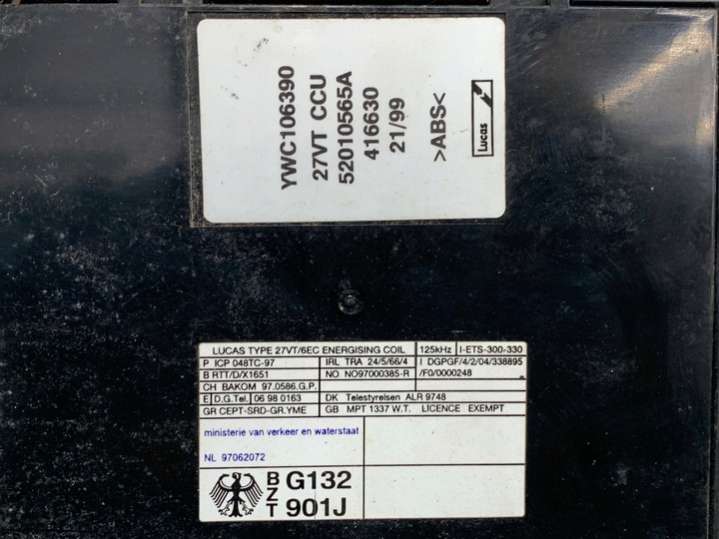 YWC106390
27VT CCU
52010565A
416630
21/99
>ABS<
Lucas
LUCAS TYPE 27VT/6EC ENERGISING COIL 125kHz I-ETS-300-330
P ICP 048TC-97 IRL TRA 24/5/66/4 I DGPGF/4/2/04/338895
B RTT/D/X1651 NO NO97000385-R /F0/0000248
CH BAKOM 97.0586.G.P.
E D.G.Tel. 06 98 0163 DK Telestyrelsen ALR 9748
GR CEPT-SRD-GR.YME GB MPT 1337 W.T. LICENCE EXEMPT
ministerie van verkeer en waterstaat
NL 97062072
BZT G132
901J